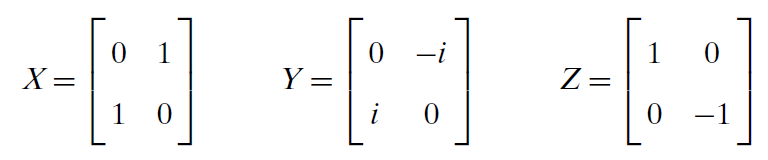 X = [0 1; 1 0] Y = [0 -i; i 0] Z = [1 0; 0 -1]